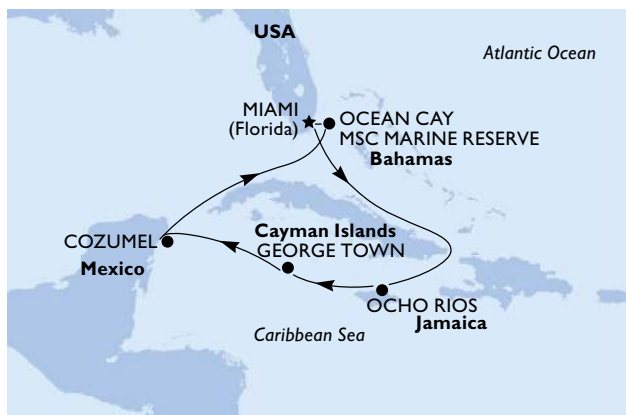 USA
Atlantic Ocean
MIAMI
(Florida)
OCEAN CAY
MSC MARINE RESERVE
Bahamas
Cayman Islands
GEORGE TOWN
COZUMEL
Mexico
OCHO RIOS
Jamaica
Caribbean Sea